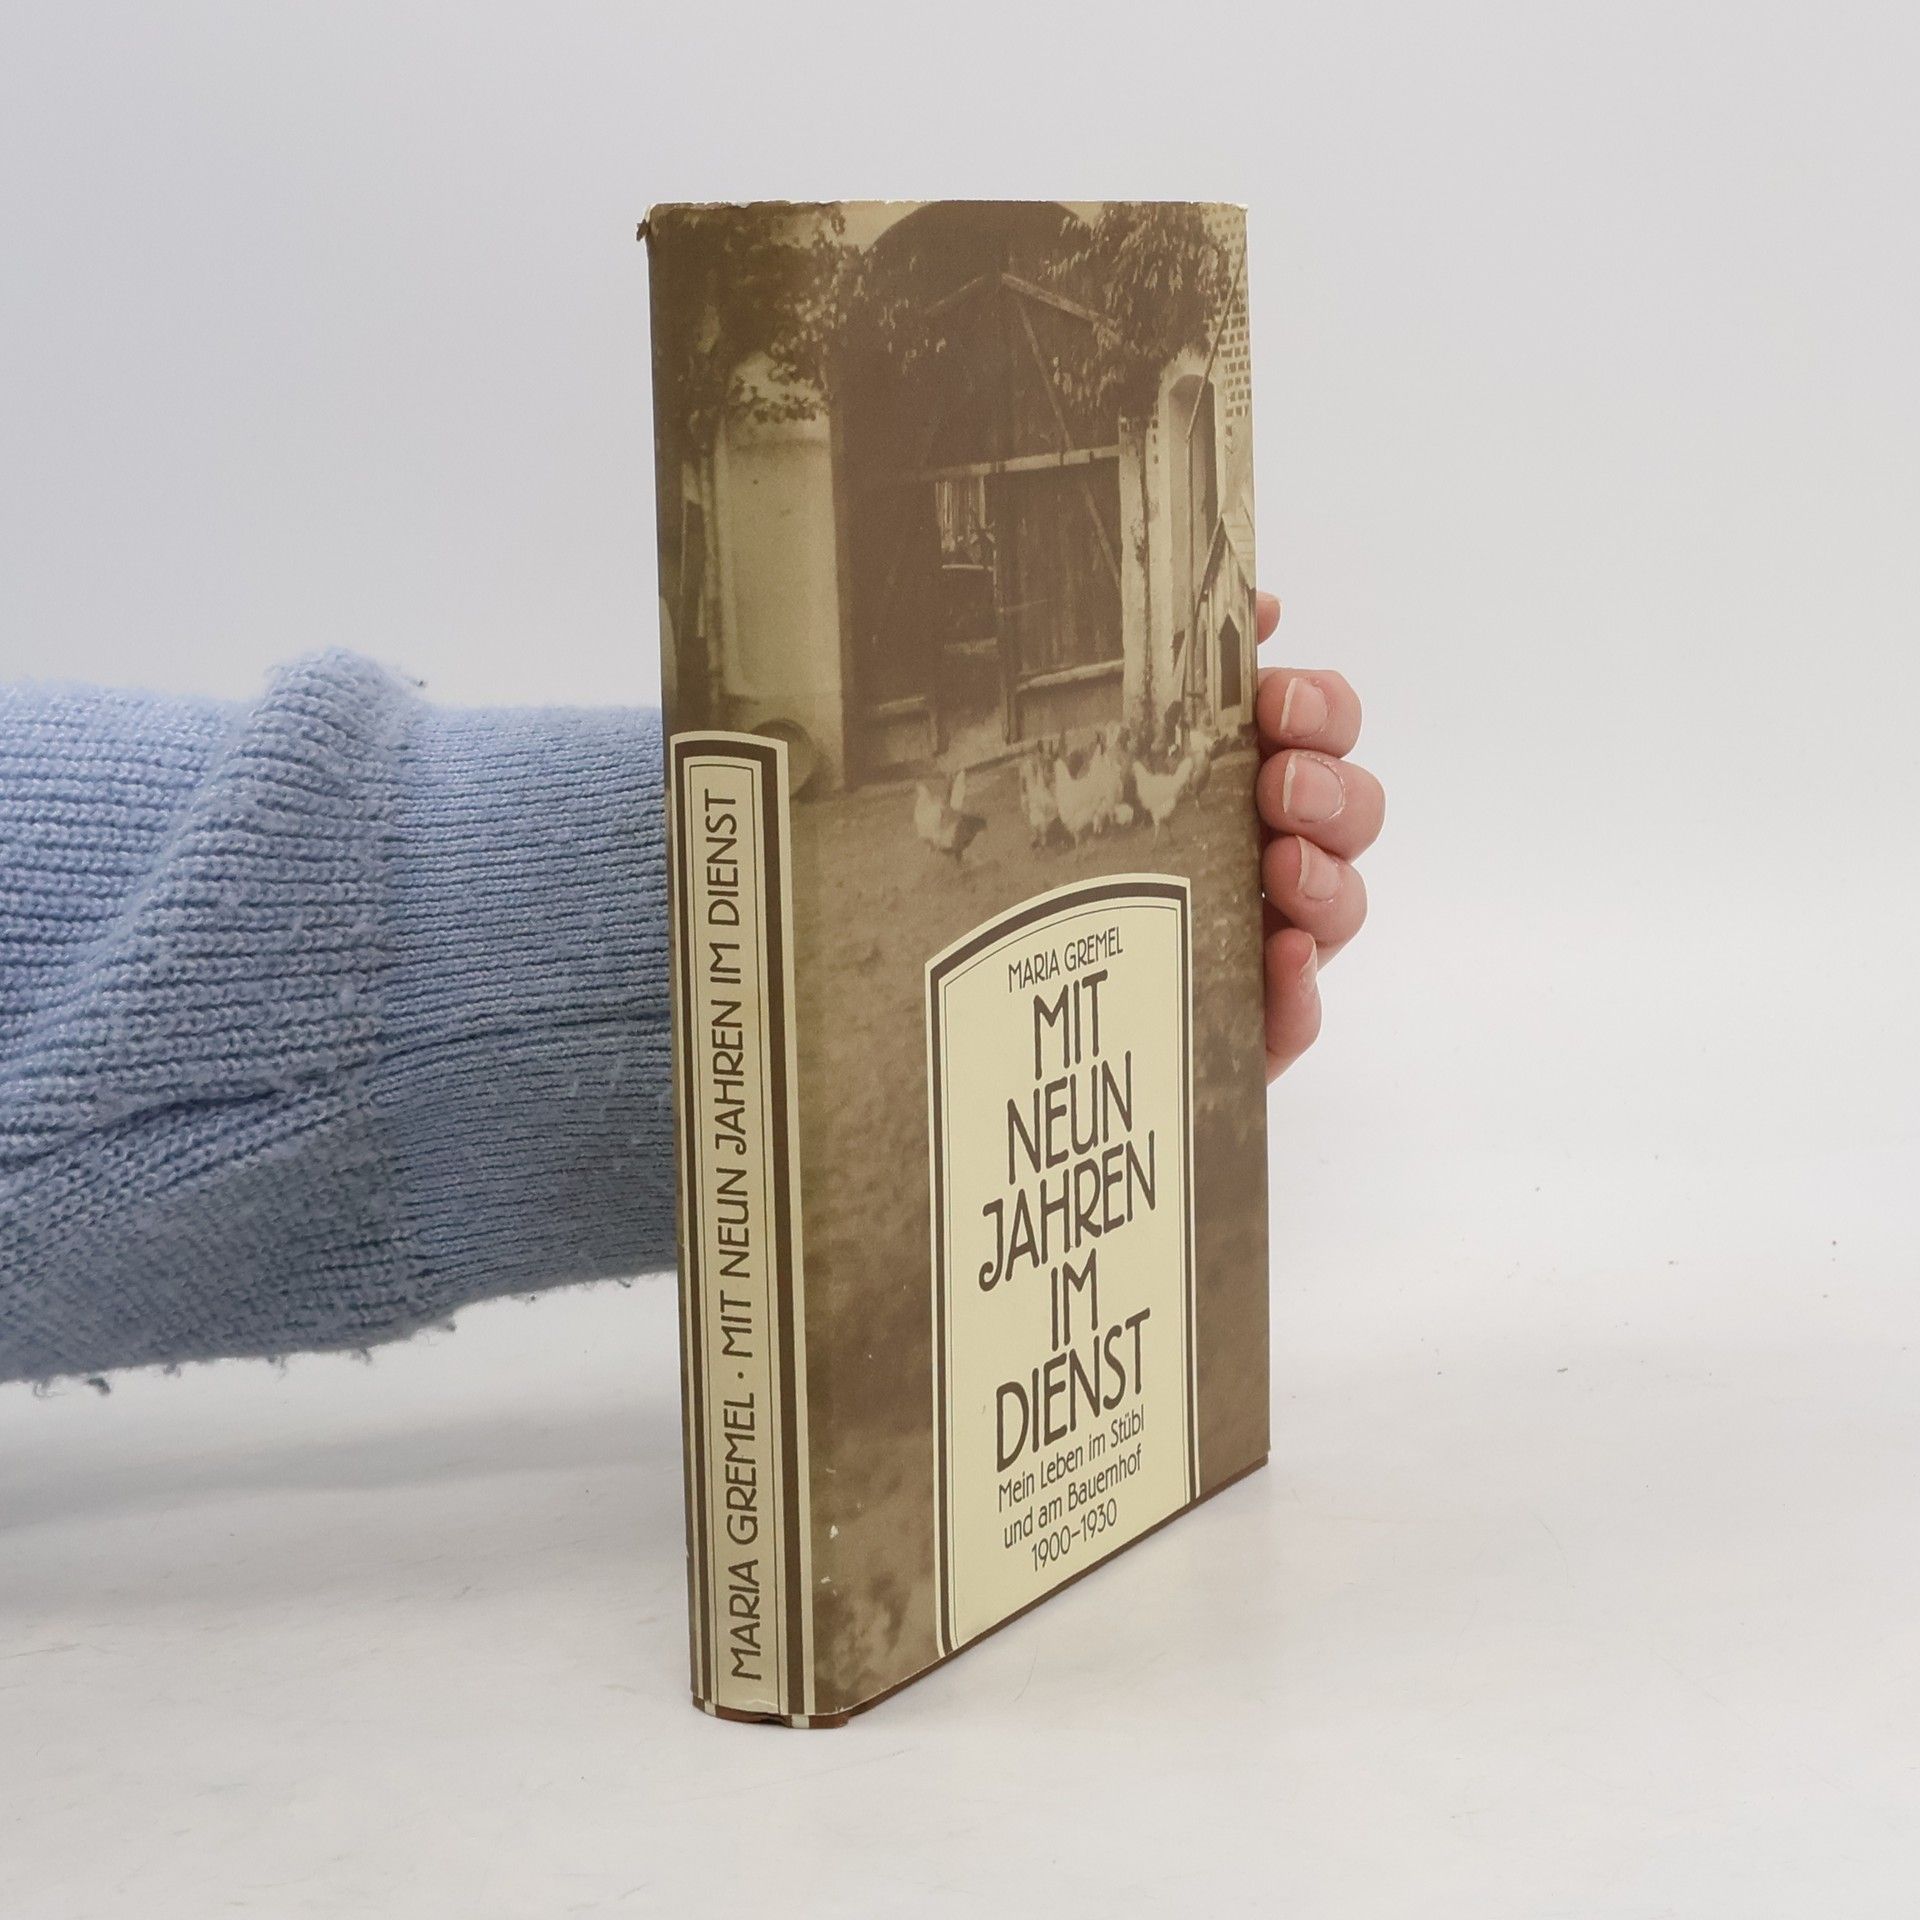 MARIA GREMEL · MIT NEUN JAHREN IM DIENST
MARIA GREMEL
MIT
NEUN
JAHREN
IM
DIENST
Mein Leben im Stübl
und am Bauernhof
1900–1930